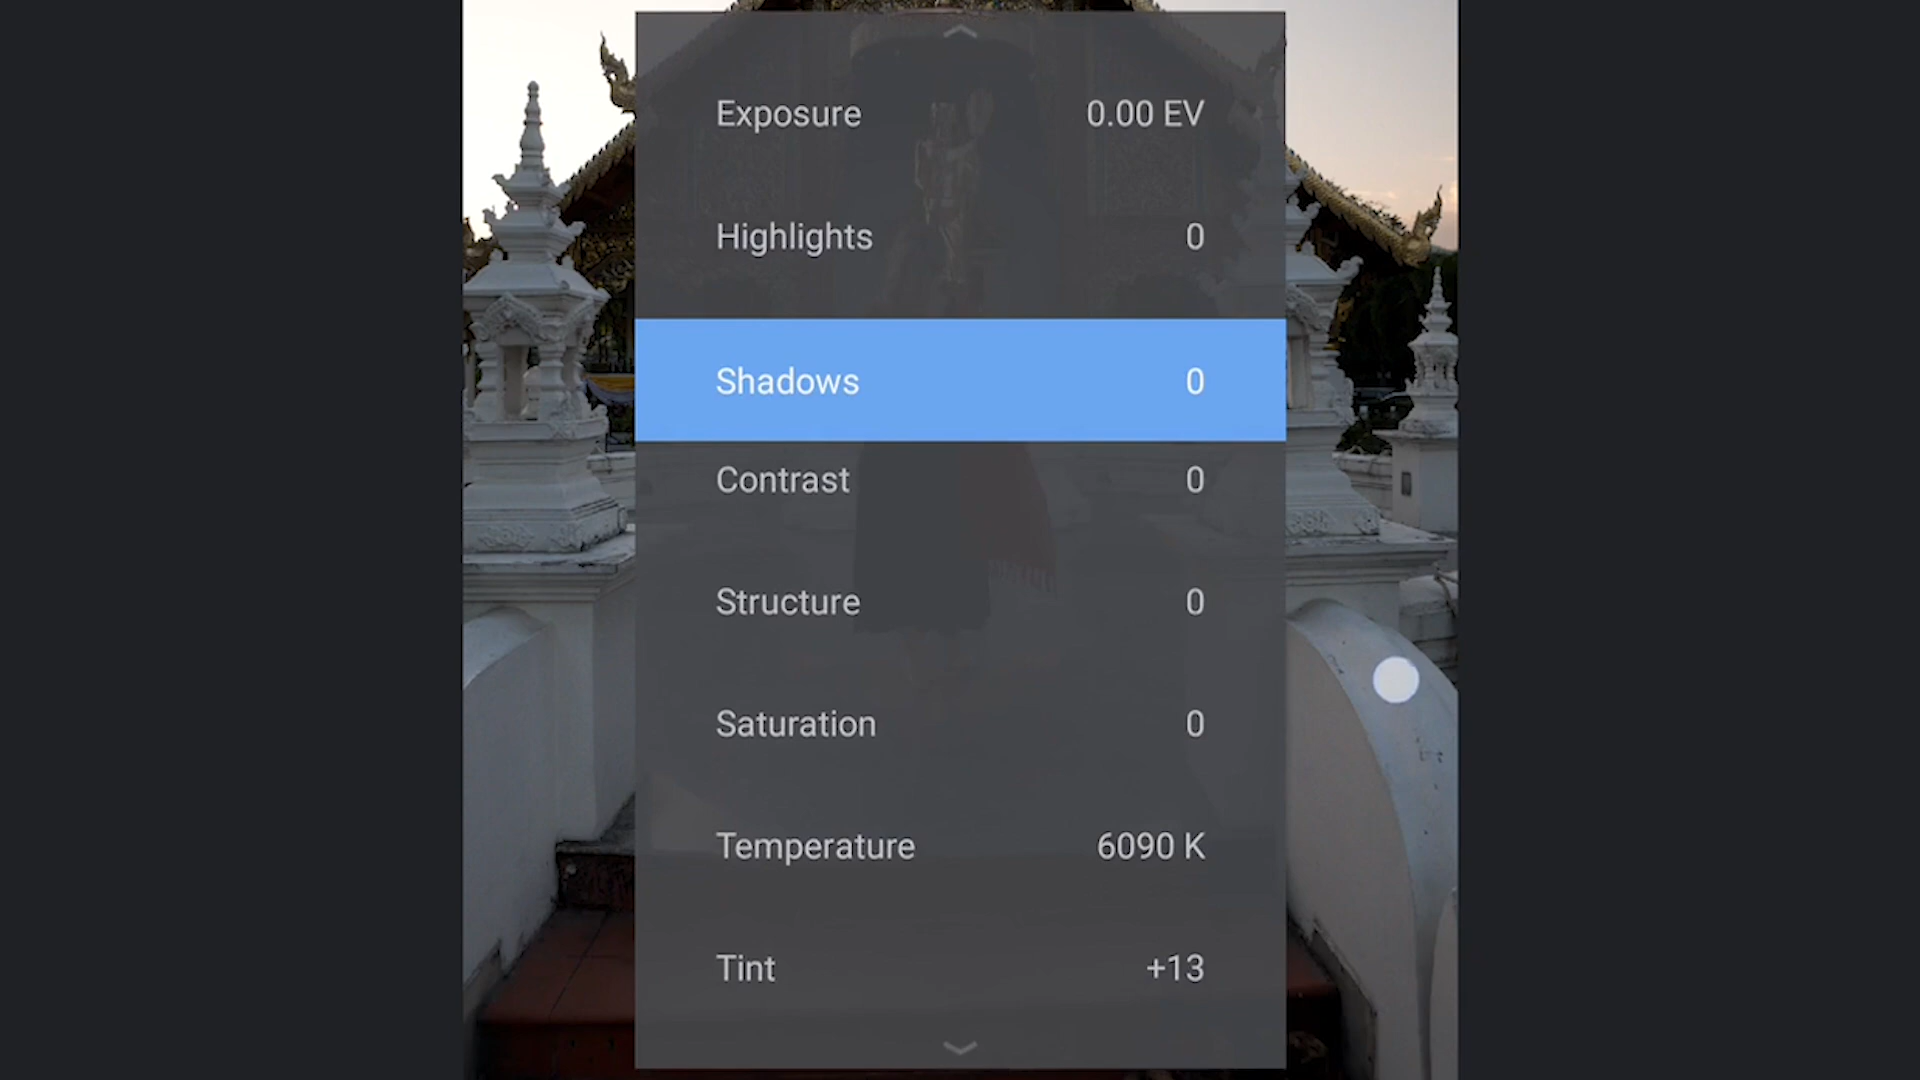 Exposure 0.00 EV
Highlights 0
Shadows 0
Contrast 0
Structure 0
Saturation 0
Temperature 6090 K
Tint +13